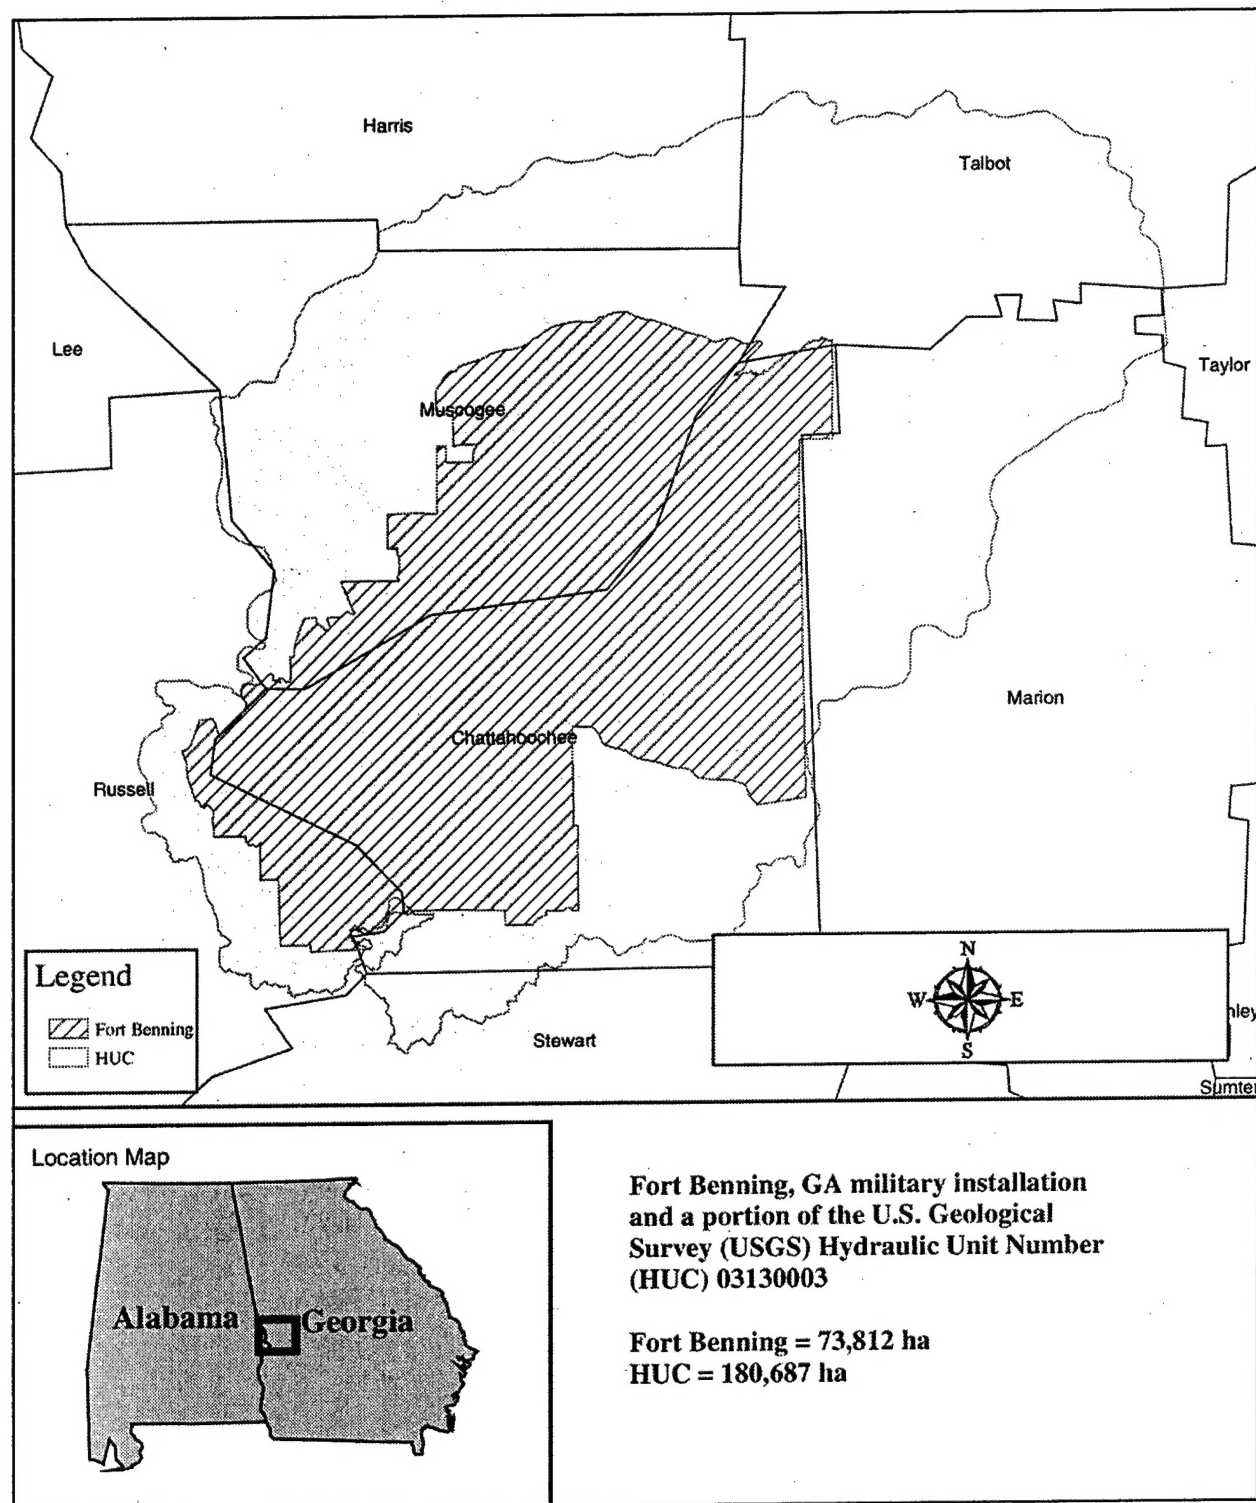 Harris
Talbot
Lee
Taylor
Muscogee
Marion
Chattahoochee
Russell
Legend
Fort Benning
HUC
N
W
E
S
Stewart
nley
Sumter
Location Map
Alabama
Georgia
Fort Benning, GA military installation
and a portion of the U.S. Geological
Survey (USGS) Hydraulic Unit Number
(HUC) 03130003
Fort Benning = 73,812 ha
HUC = 180,687 ha